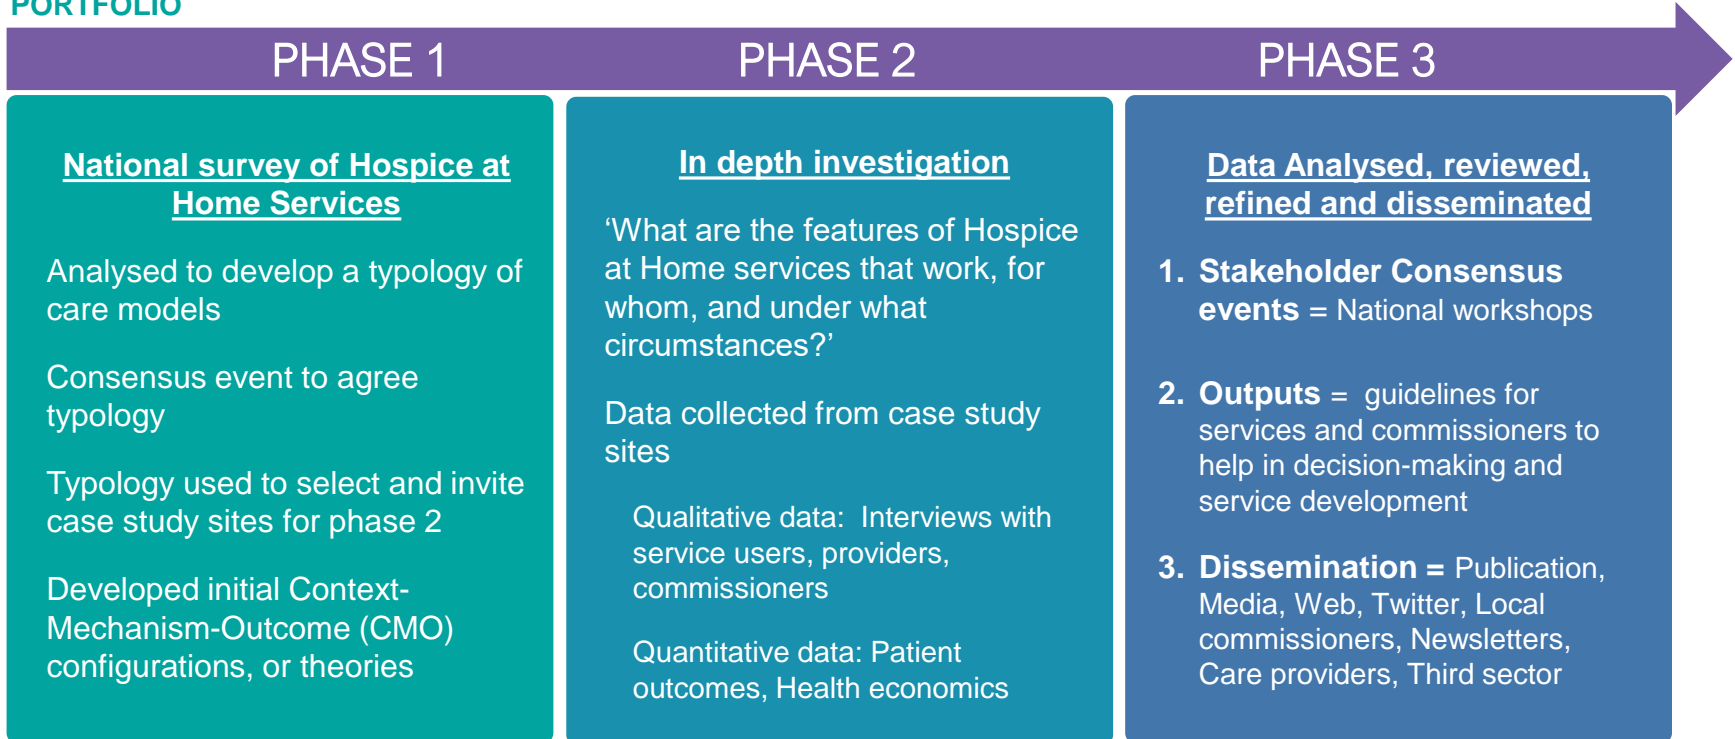 PORTFOLIO
PHASE 1
PHASE 2
PHASE 3
National survey of Hospice at
Home Services
Analysed to develop a typology of
care models
Consensus event to agree
typology
Typology used to select and invite
case study sites for phase 2
Developed initial Context-
Mechanism-Outcome (CMO)
configurations, or theories
In depth investigation
‘What are the features of Hospice
at Home services that work, for
whom, and under what
circumstances?’
Data collected from case study
sites
Qualitative data:  Interviews with
service users, providers,
commissioners
Quantitative data: Patient
outcomes, Health economics
Data Analysed, reviewed,
refined and disseminated
1. Stakeholder Consensus
events = National workshops
2. Outputs =  guidelines for
services and commissioners to
help in decision-making and
service development
3. Dissemination = Publication,
Media, Web, Twitter, Local
commissioners, Newsletters,
Care providers, Third sector